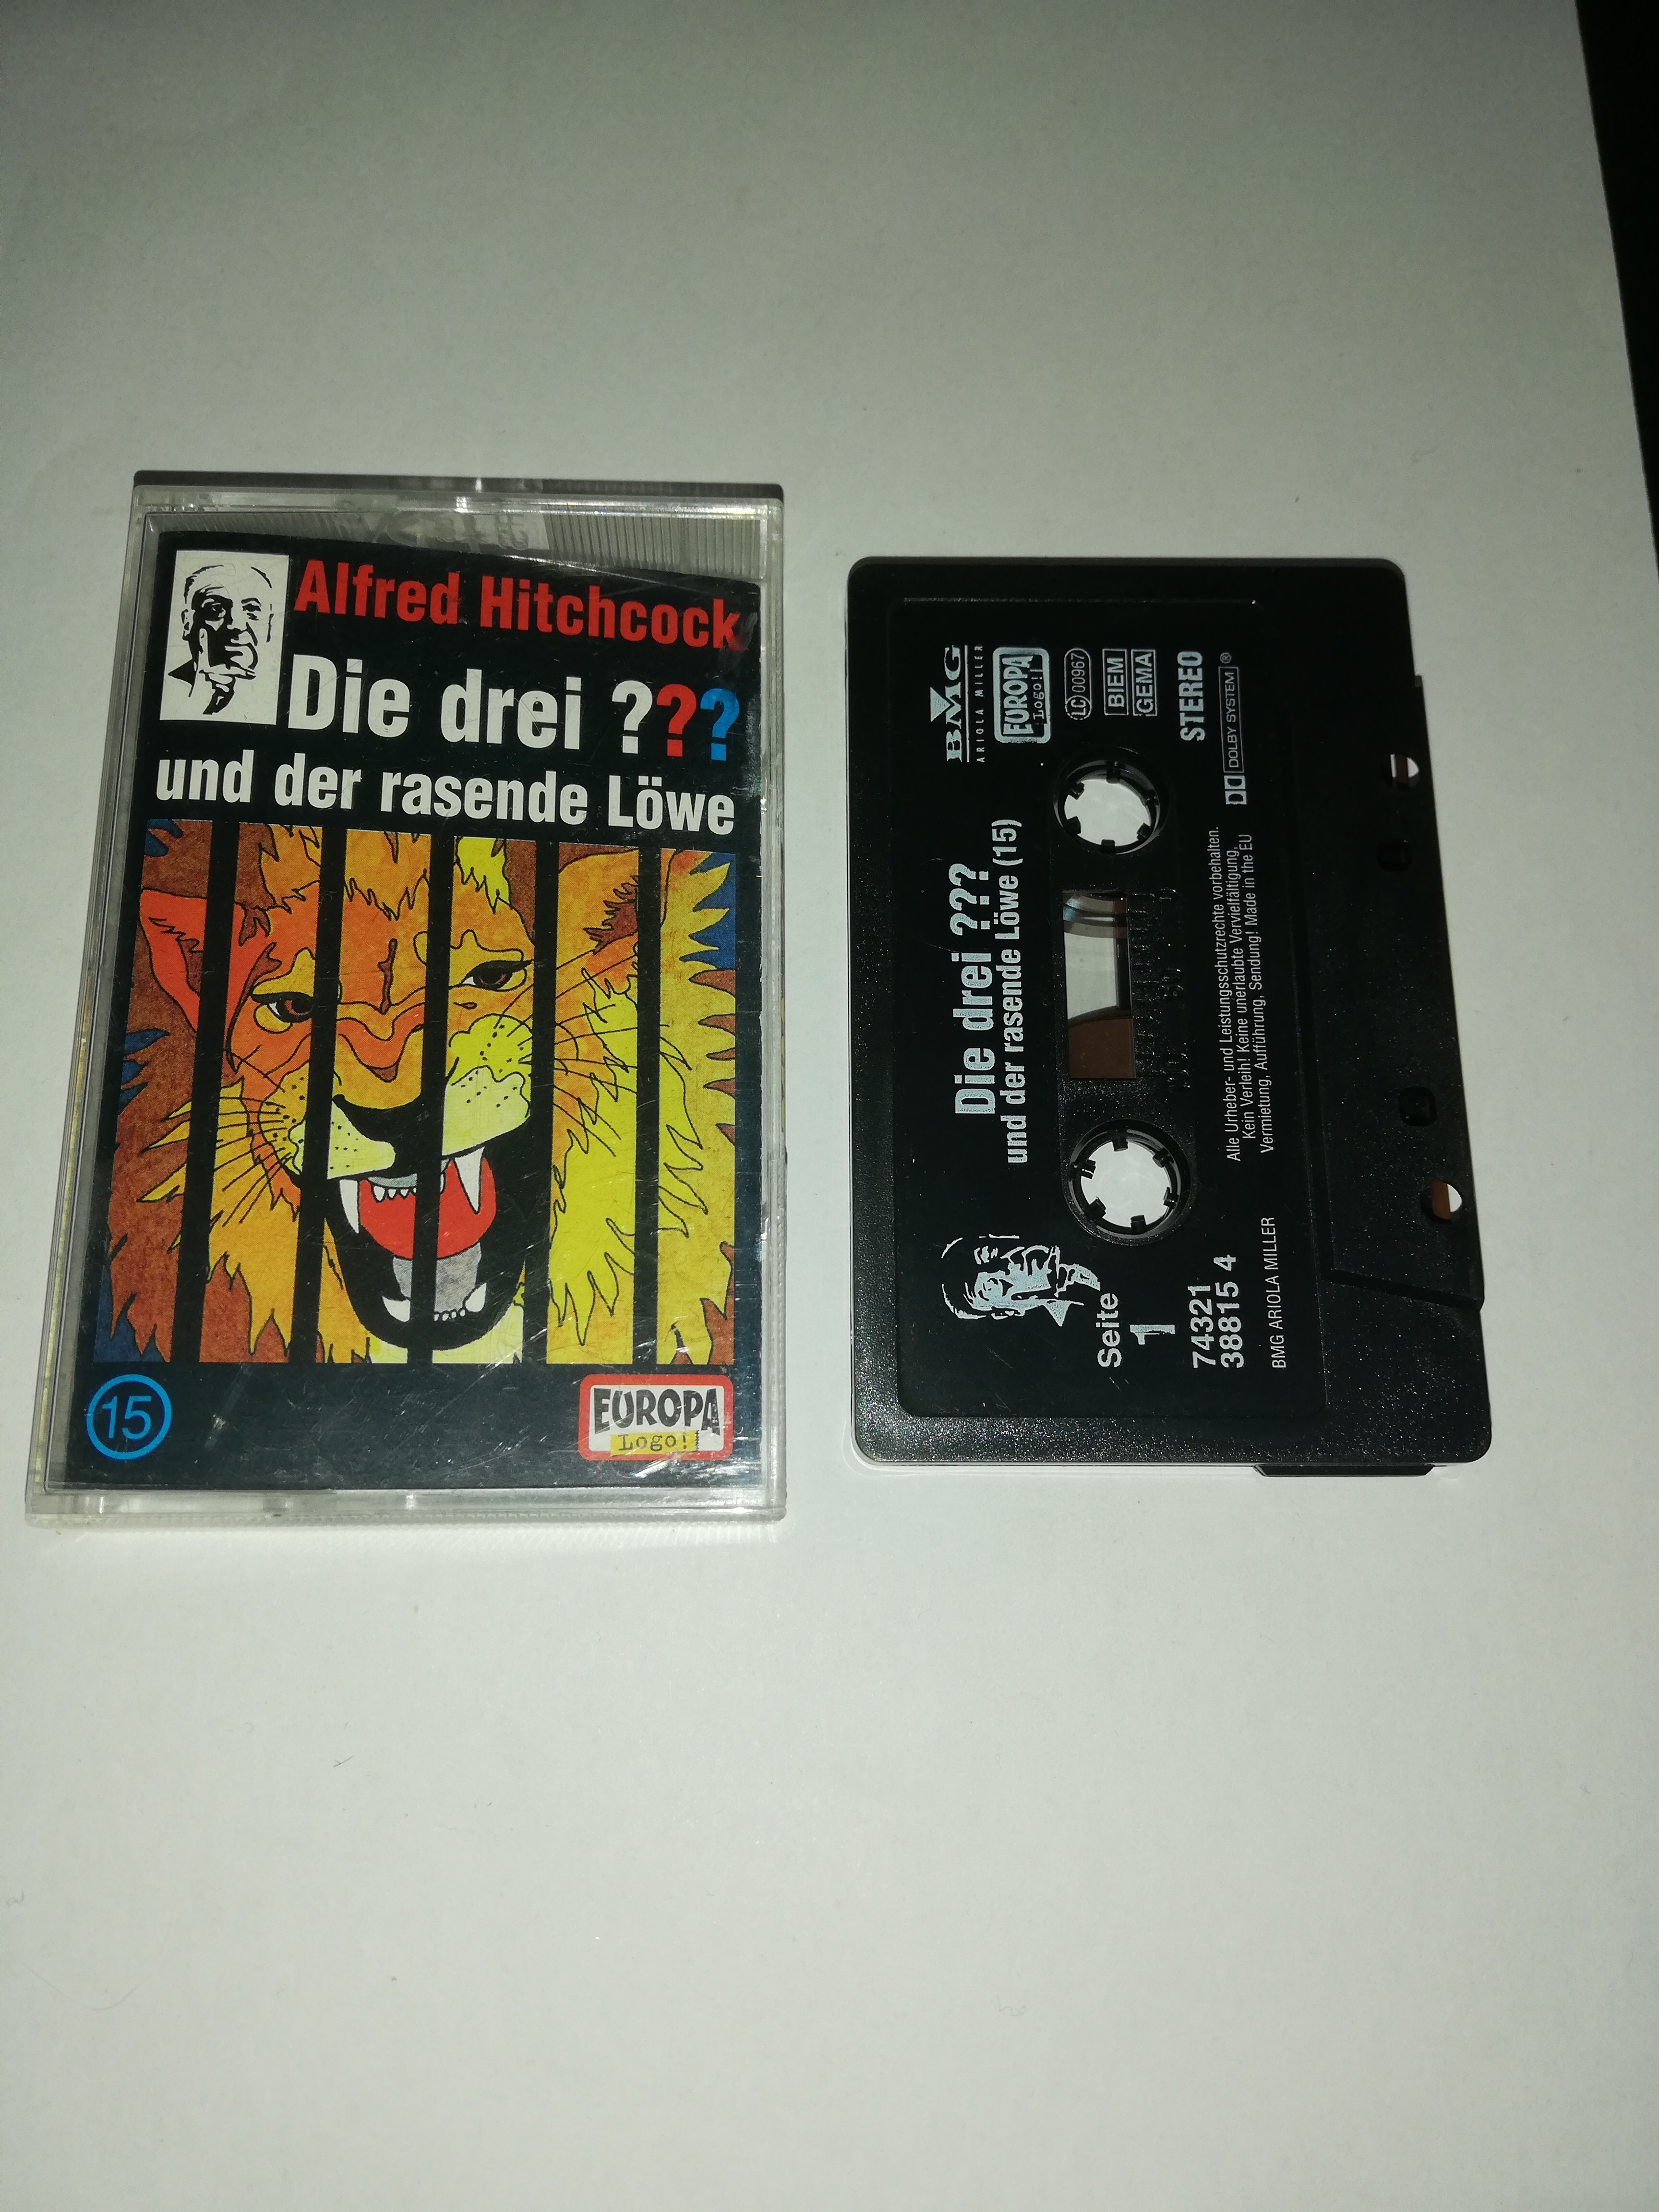 Alfred Hitchcock
Die drei ???
und der rasende Löwe
15
EUROPA
Logo!
BMG
ARIOLA MILLER
EUROPA
Logo!
LC 00967
BIEM
GEMA
STEREO
DOLBY SYSTEM ®
Die drei ???
und der rasende Löwe (15)
Alle Urheber- und Leistungsschutzrechte vorbehalten.
Kein Verleih! Keine unerlaubte Vervielfältigung,
Vermietung, Aufführung, Sendung! Made in the EU
Seite
1
74321
38815 4
BMG ARIOLA MILLER